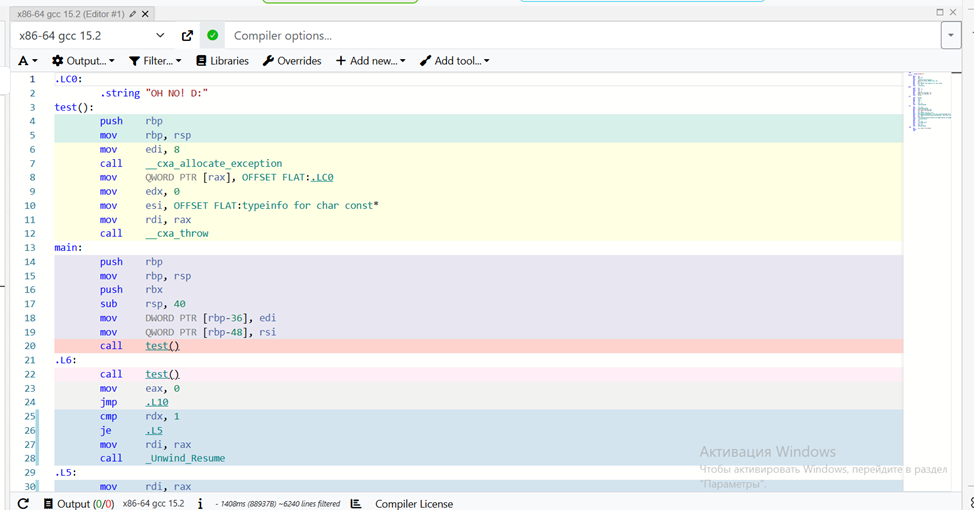 x86-64 gcc 15.2 (Editor #1)
x86-64 gcc 15.2 Compiler options...
A Output... Filter... Libraries Overrides + Add new... Add tool...
1 .LC0:
2 .string "OH NO! D:"
3 test():
4 push rbp
5 mov rbp, rsp
6 mov edi, 8
7 call __cxa_allocate_exception
8 mov QWORD PTR [rax], OFFSET FLAT:.LC0
9 mov edx, 0
10 mov esi, OFFSET FLAT:typeinfo for char const*
11 mov rdi, rax
12 call __cxa_throw
13 main:
14 push rbp
15 mov rbp, rsp
16 push rbx
17 sub rsp, 40
18 mov DWORD PTR [rbp-36], edi
19 mov QWORD PTR [rbp-48], rsi
20 call test()
21 .L6:
22 call test()
23 mov eax, 0
24 jmp .L10
25 cmp rdx, 1
26 je .L5
27 mov rdi, rax
28 call _Unwind_Resume
29 .L5:
30 mov rdi, rax
Активация Windows
Чтобы активировать Windows, перейдите в раздел
"Параметры".
Output (0/0) x86-64 gcc 15.2 i - 1408ms (88937B) ~6240 lines filtered Compiler License